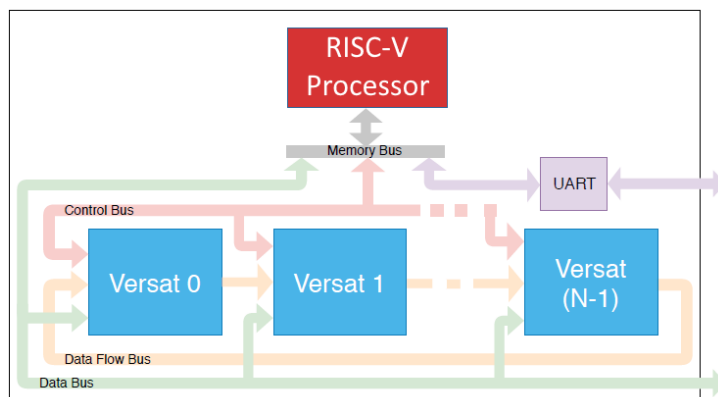 RISC-V
Processor
Memory Bus
UART
Control Bus
Versat 0
Versat 1
Versat
(N-1)
Data Flow Bus
Data Bus